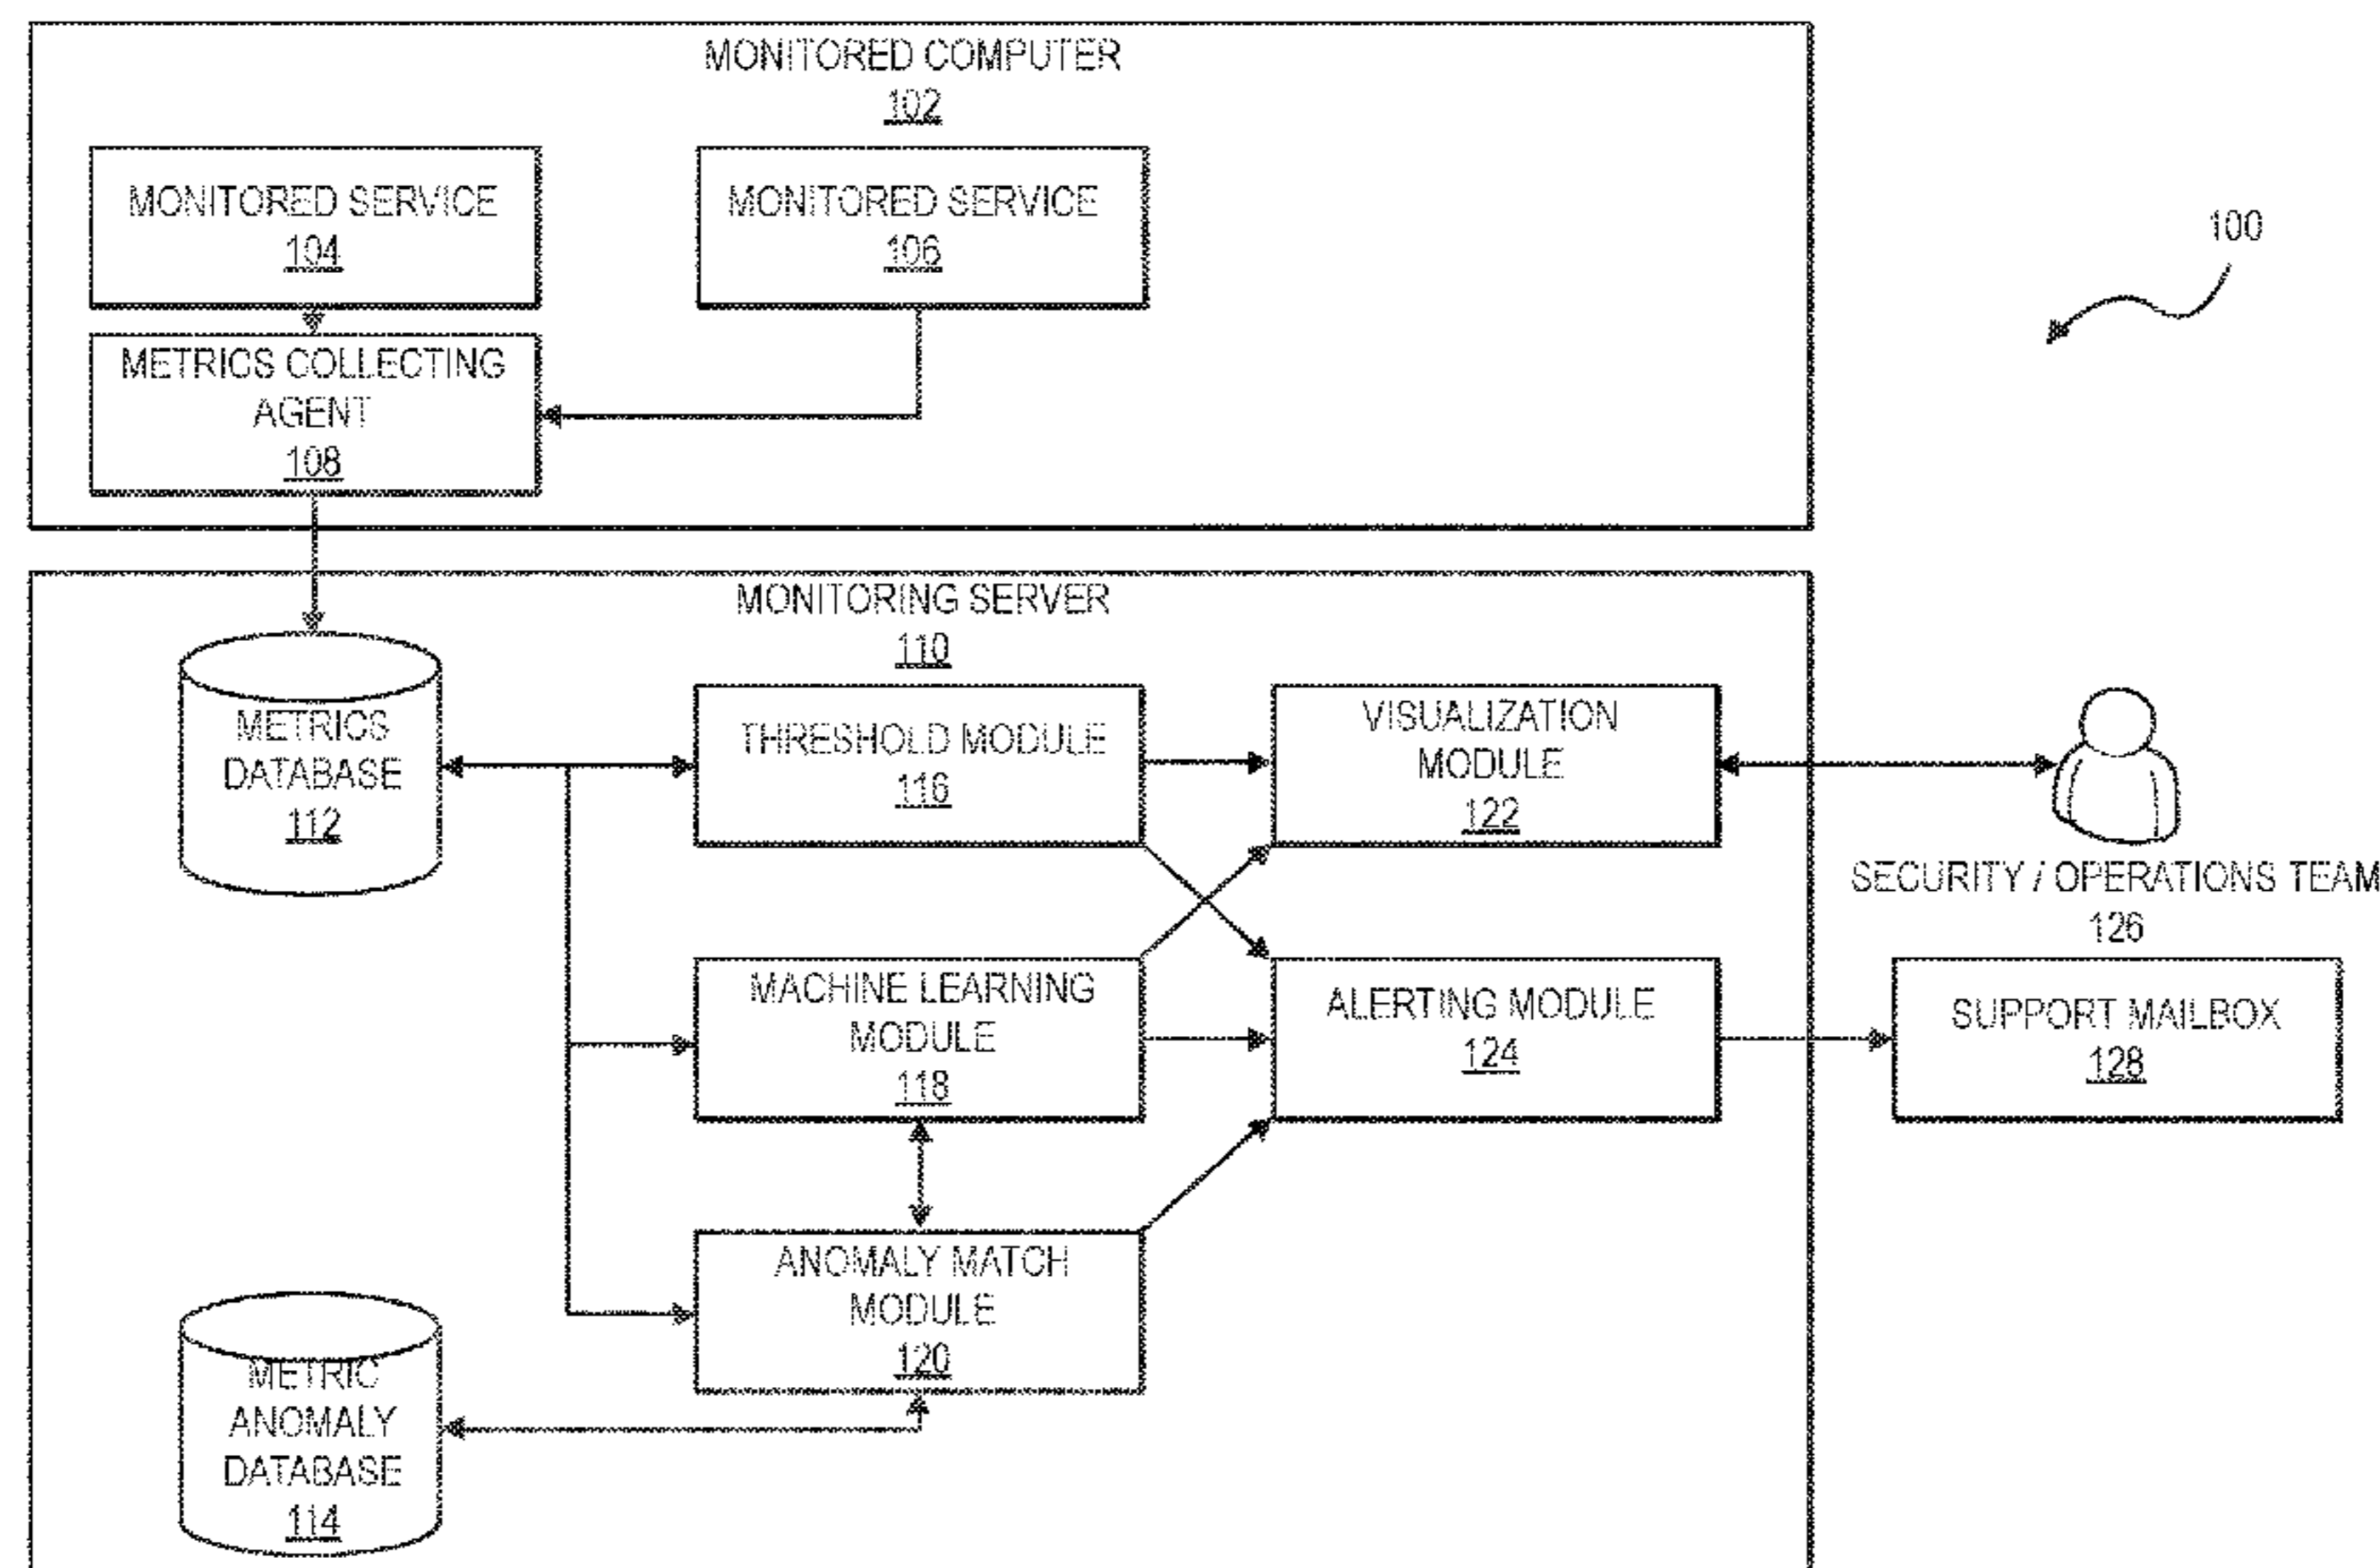 MONITORED COMPUTER
102
MONITORED SERVICE
104
MONITORED SERVICE
106
100
METRICS COLLECTING
AGENT
108
MONITORING SERVER
110
METRICS
DATABASE
112
THRESHOLD MODULE
116
VISUALIZATION
MODULE
122
SECURITY / OPERATIONS TEAM
126
MACHINE LEARNING
MODULE
118
ALERTING MODULE
124
SUPPORT MAILBOX
128
ANOMALY MATCH
MODULE
120
METRIC
ANOMALY
DATABASE
114